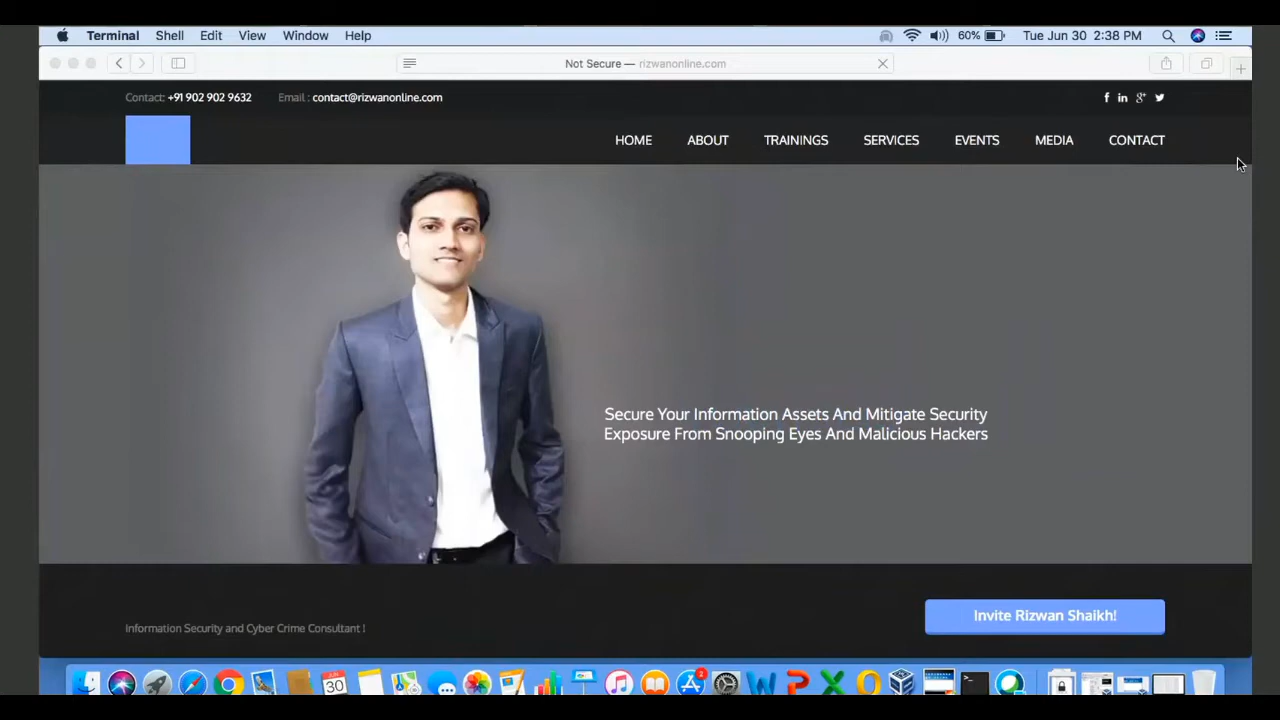 Terminal Shell Edit View Window Help 60% Tue Jun 30 2:38 PM
Not Secure — rizwanonline.com
Contact: +91 902 902 9632 Email : contact@rizwanonline.com
HOME ABOUT TRAININGS SERVICES EVENTS MEDIA CONTACT
Secure Your Information Assets And Mitigate Security
Exposure From Snooping Eyes And Malicious Hackers
Invite Rizwan Shaikh!
Information Security and Cyber Crime Consultant !
JUN
30
2